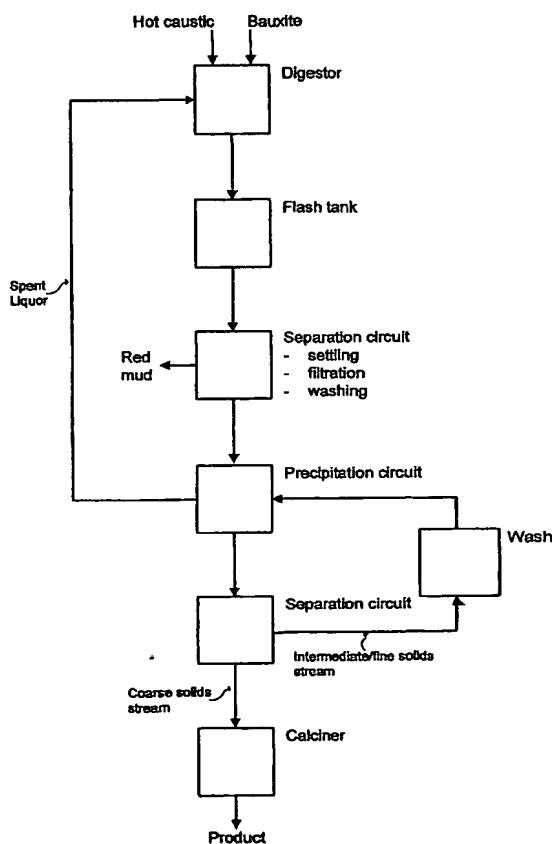 Hot caustic
Bauxite
Digestor
Flash tank
Spent
Liquor
Separation circuit
- settling
- filtration
- washing
Red
mud
Precipitation circuit
Wash
Separation circuit
Intermediate/fine solids
stream
Coarse solids
stream
Calciner
Product